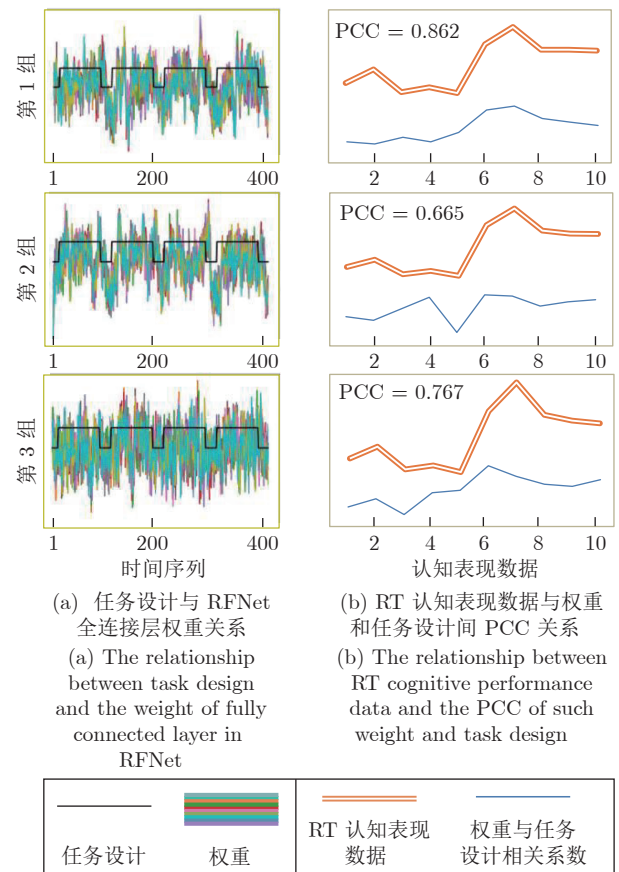 第 1 组
1 200 400
PCC = 0.862
2 4 6 8 10
第 2 组
1 200 400
PCC = 0.665
2 4 6 8 10
第 3 组
1 200 400
时间序列
PCC = 0.767
2 4 6 8 10
认知表现数据
(a) 任务设计与 RFNet
全连接层权重关系
(a) The relationship
between task design
and the weight of fully
connected layer in
RFNet
(b) RT 认知表现数据与权重
和任务设计间 PCC 关系
(b) The relationship between
RT cognitive performance
data and the PCC of such
weight and task design
任务设计
权重
RT 认知表现
数据
权重与任务
设计相关系数